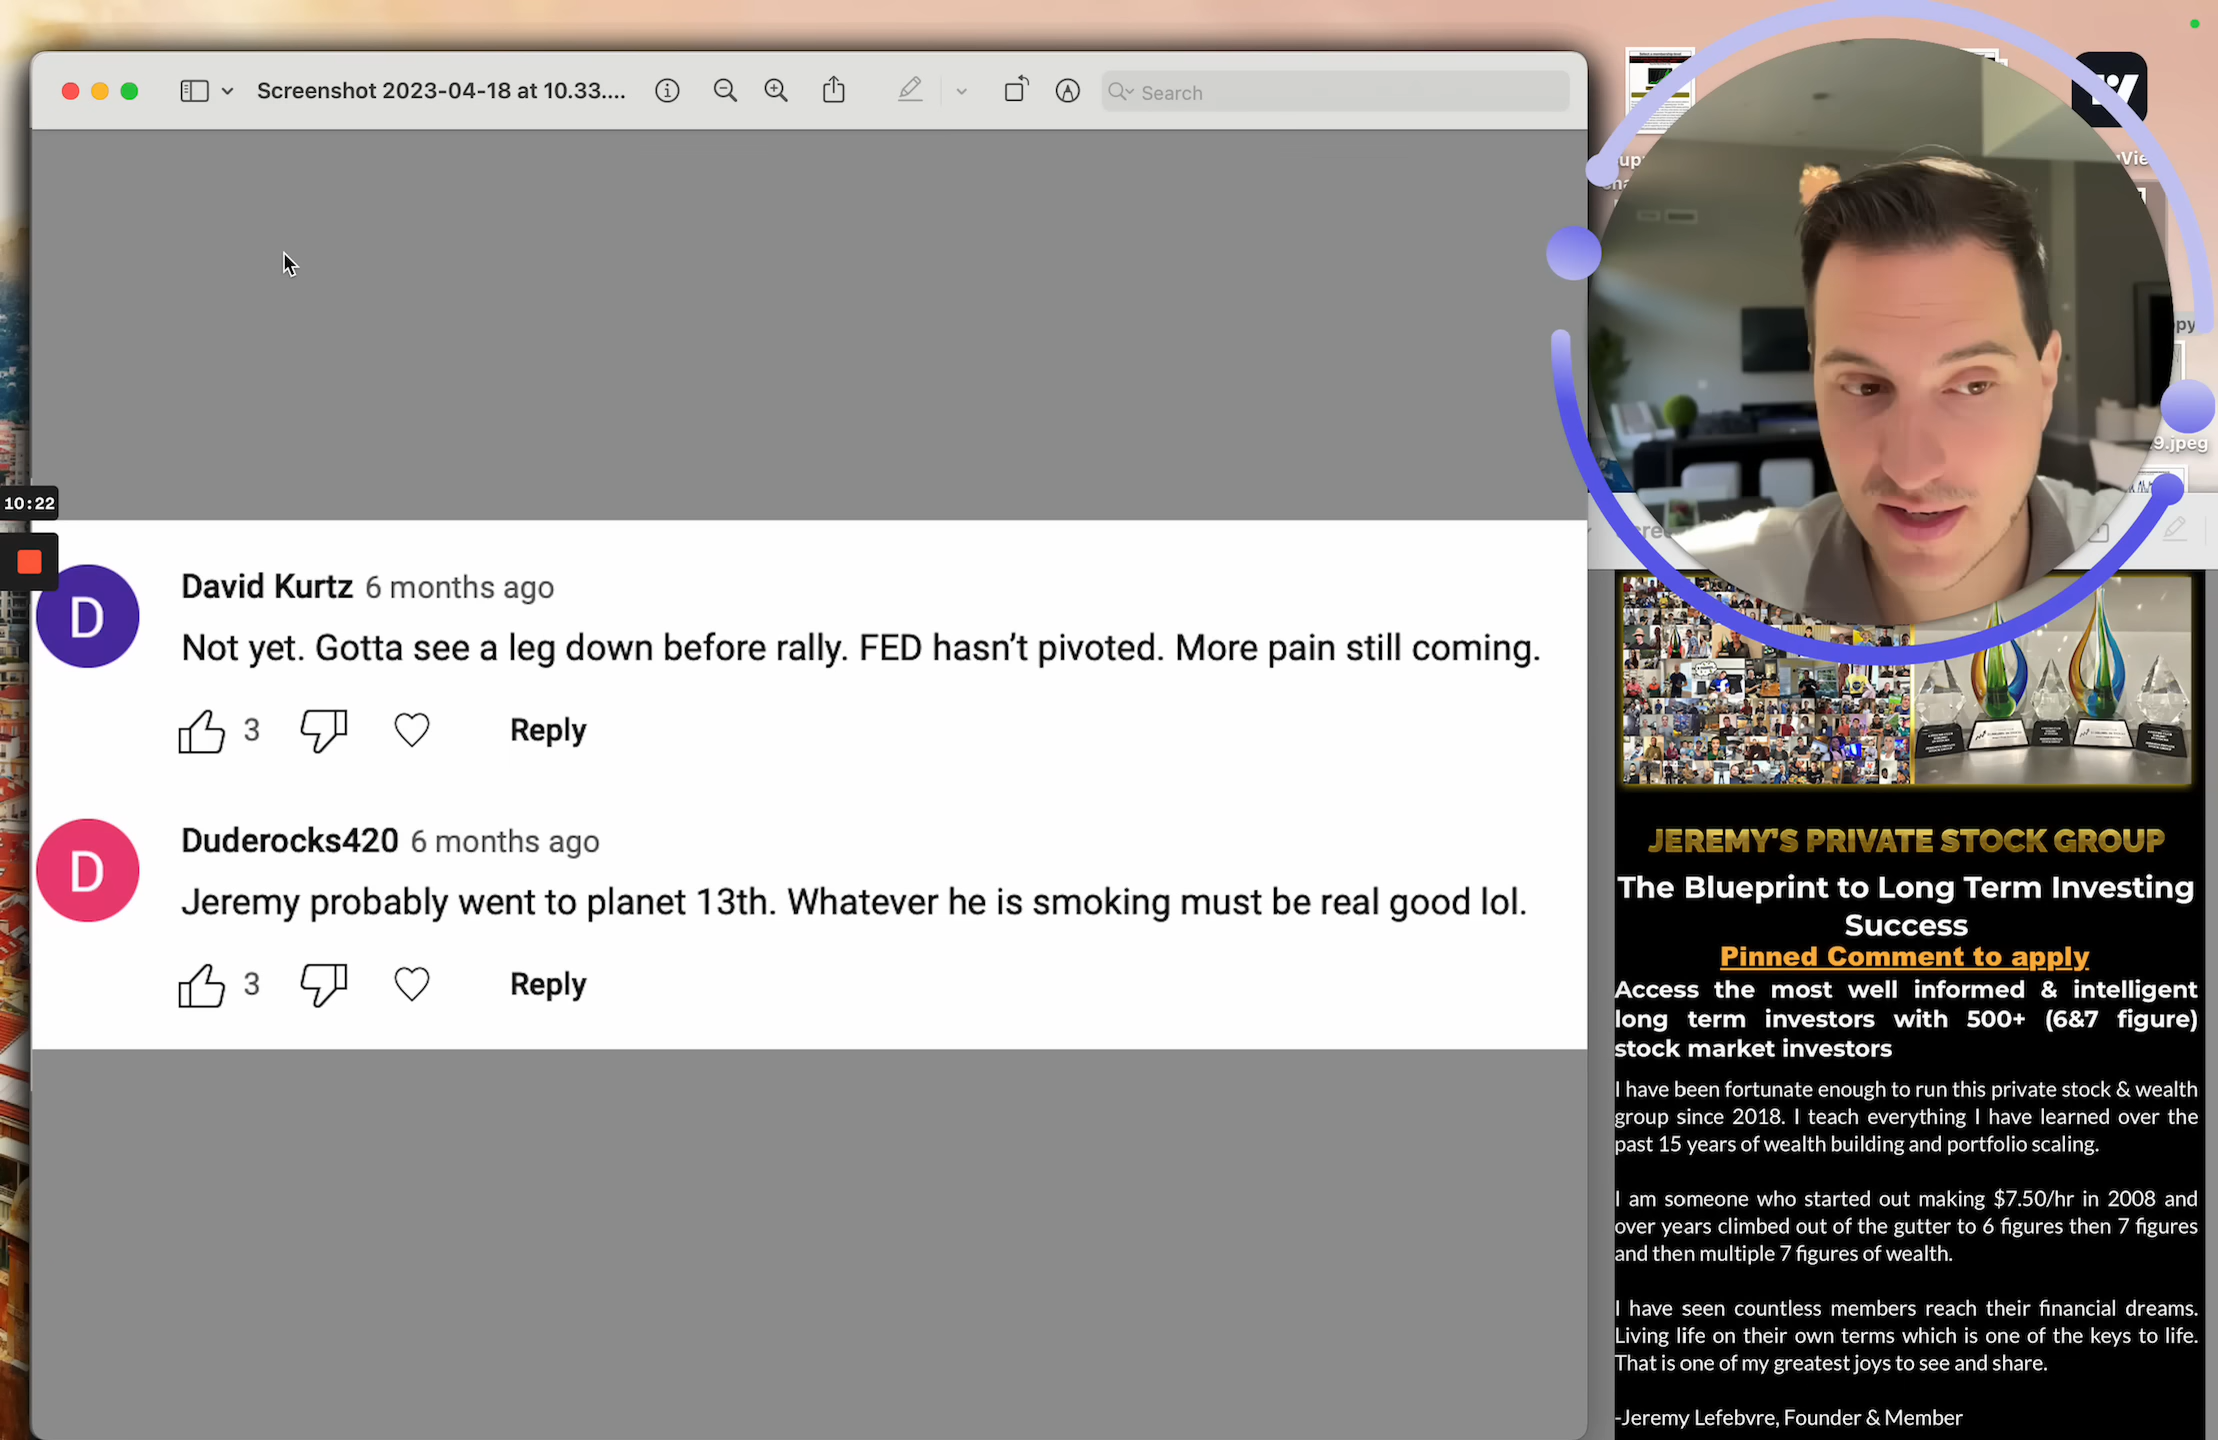 Screenshot 2023-04-18 at 10.33....
Search
10:22
D
David Kurtz 6 months ago
Not yet. Gotta see a leg down before rally. FED hasn't pivoted. More pain still coming.
3
Reply
D
Duderocks420 6 months ago
Jeremy probably went to planet 13th. Whatever he is smoking must be real good lol.
3
Reply
9.jpeg
JEREMY'S PRIVATE STOCK GROUP
The Blueprint to Long Term Investing
Success
Pinned Comment to apply
Access the most well informed & intelligent
long term investors with 500+ (6&7 figure)
stock market investors
I have been fortunate enough to run this private stock & wealth
group since 2018. I teach everything I have learned over the
past 15 years of wealth building and portfolio scaling.
I am someone who started out making $7.50/hr in 2008 and
over years climbed out of the gutter to 6 figures then 7 figures
and then multiple 7 figures of wealth.
I have seen countless members reach their financial dreams.
Living life on their own terms which is one of the keys to life.
That is one of my greatest joys to see and share.
-Jeremy Lefebvre, Founder & Member